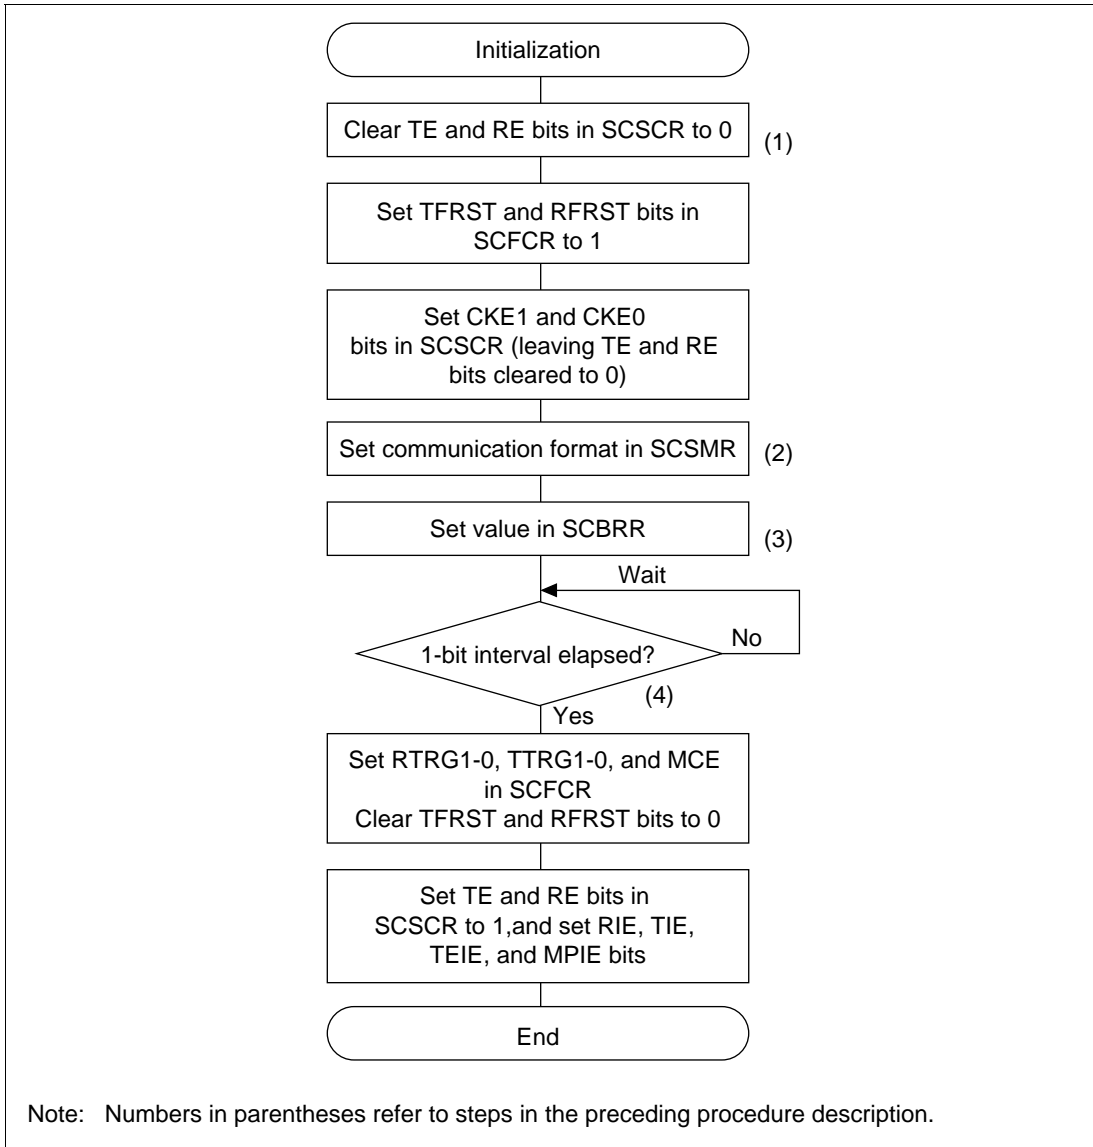 Initialization
Clear TE and RE bits in SCSCR to 0
(1)
Set TFRST and RFRST bits in
SCFCR to 1
Set CKE1 and CKE0
bits in SCSCR (leaving TE and RE
bits cleared to 0)
Set communication format in SCSMR
(2)
Set value in SCBRR
(3)
Wait
1-bit interval elapsed?
No
(4)
Yes
Set RTRG1-0, TTRG1-0, and MCE
in SCFCR
Clear TFRST and RFRST bits to 0
Set TE and RE bits in
SCSCR to 1,and set RIE, TIE,
TEIE, and MPIE bits
End
Note: Numbers in parentheses refer to steps in the preceding procedure description.